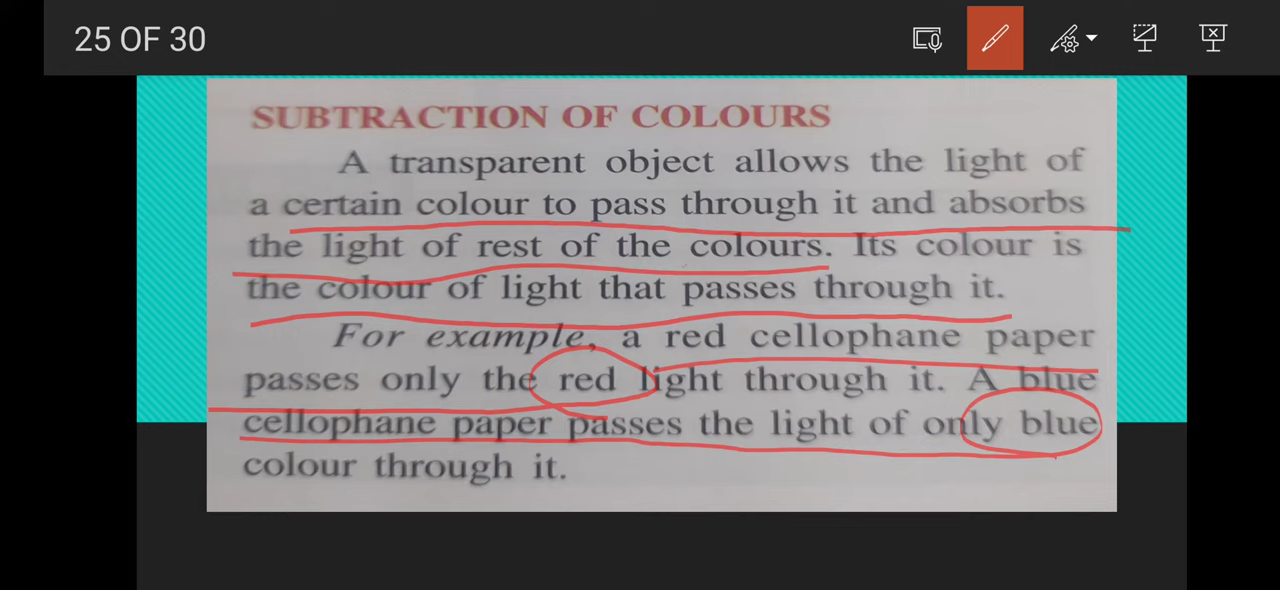 25 OF 30
SUBTRACTION OF COLOURS
A transparent object allows the light of
a certain colour to pass through it and absorbs
the light of rest of the colours. Its colour is
the colour of light that passes through it.
For example, a red cellophane paper
passes only the red light through it. A blue
cellophane paper passes the light of only blue
colour through it.